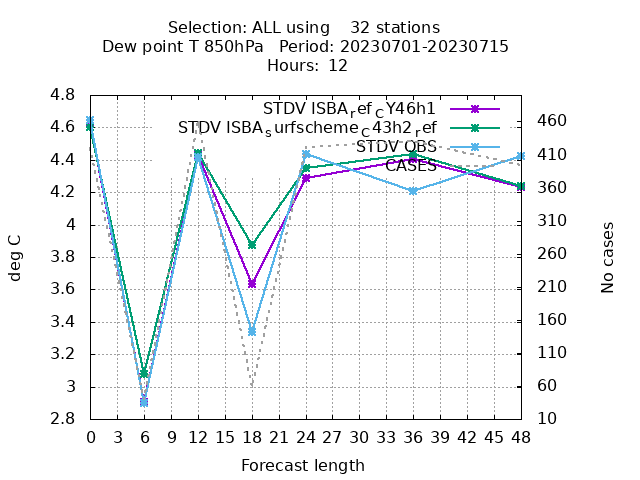 Selection: ALL using    32 stations
Dew point T 850hPa   Period: 20230701-20230715
Hours:  12
STDV ISBA_ref_CY46h1
STDV ISBA_surfscheme_C43h2_ref
STDV OBS
CASES
4.8
4.6
4.4
4.2
4
3.8
3.6
3.4
3.2
3
2.8
deg C
460
410
360
310
260
210
160
110
60
10
No cases
0 3 6 9 12 15 18 21 24 27 30 33 36 39 42 45 48
Forecast length